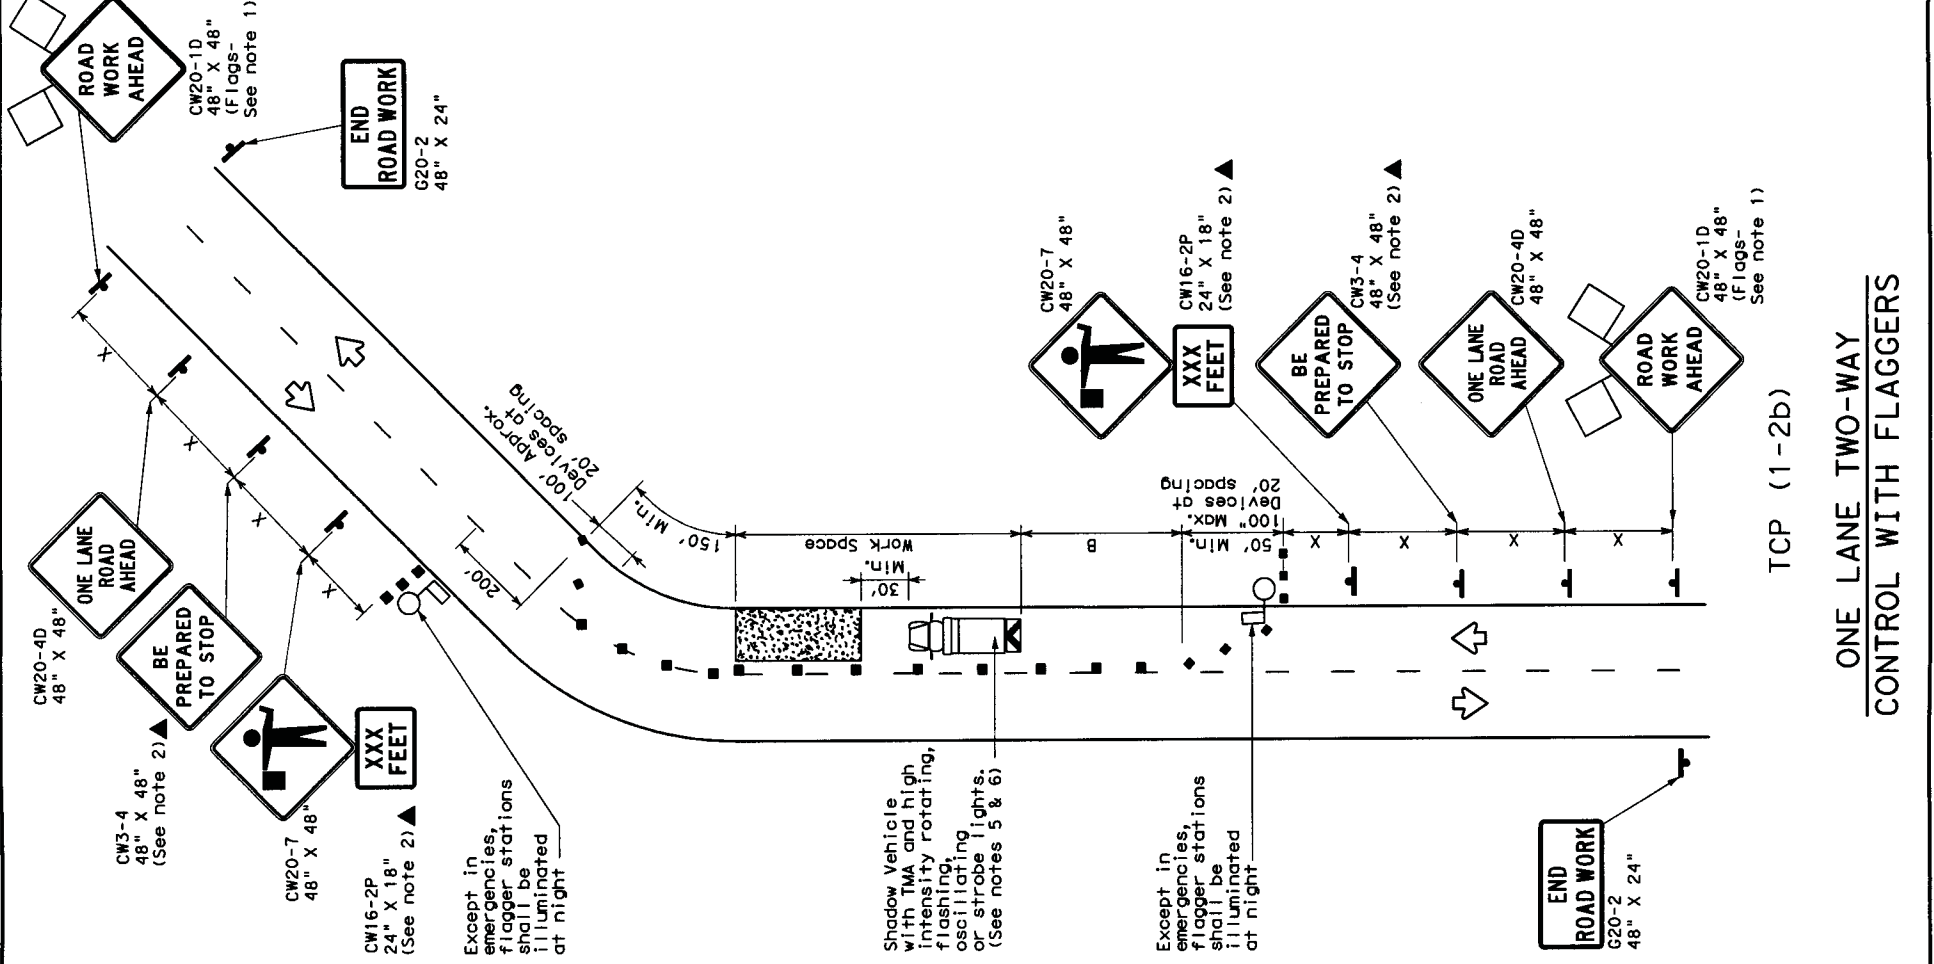 ROAD
WORK
AHEAD
CW20-1D
48" X 48"
(Flags-
See note 1)
END
ROAD WORK
G20-2
48" X 24"
ONE LANE
ROAD
AHEAD
CW20-4D
48" X 48"
BE
PREPARED
TO STOP
CW3-4
48" X 48"
(See note 2)
XXX
FEET
CW20-7
48" X 48"
CW16-2P
24" X 18"
(See note 2)
X
X
X
X
Except in
emergencies,
flagger stations
shall be
illuminated
at night
200'
100' Approx.
Devices at
20' spacing
150' Min.
Work Space
30'
Min.
B
50' Min.
100" Max.
Devices at
20' spacing
X
X
X
X
Shadow Vehicle
with TMA and high
intensity rotating,
flashing,
oscillating
or strobe lights.
(See notes 5 & 6)
Except in
emergencies,
flagger stations
shall be
illuminated
at night
CW20-7
48" X 48"
XXX
FEET
CW16-2P
24" X 18"
(See note 2)
BE
PREPARED
TO STOP
CW3-4
48" X 48"
(See note 2)
ONE LANE
ROAD
AHEAD
CW20-4D
48" X 48"
ROAD
WORK
AHEAD
CW20-1D
48" X 48"
(Flags-
See note 1)
END
ROAD WORK
G20-2
48" X 24"
TCP (1-2b)
ONE LANE TWO-WAY
CONTROL WITH FLAGGERS